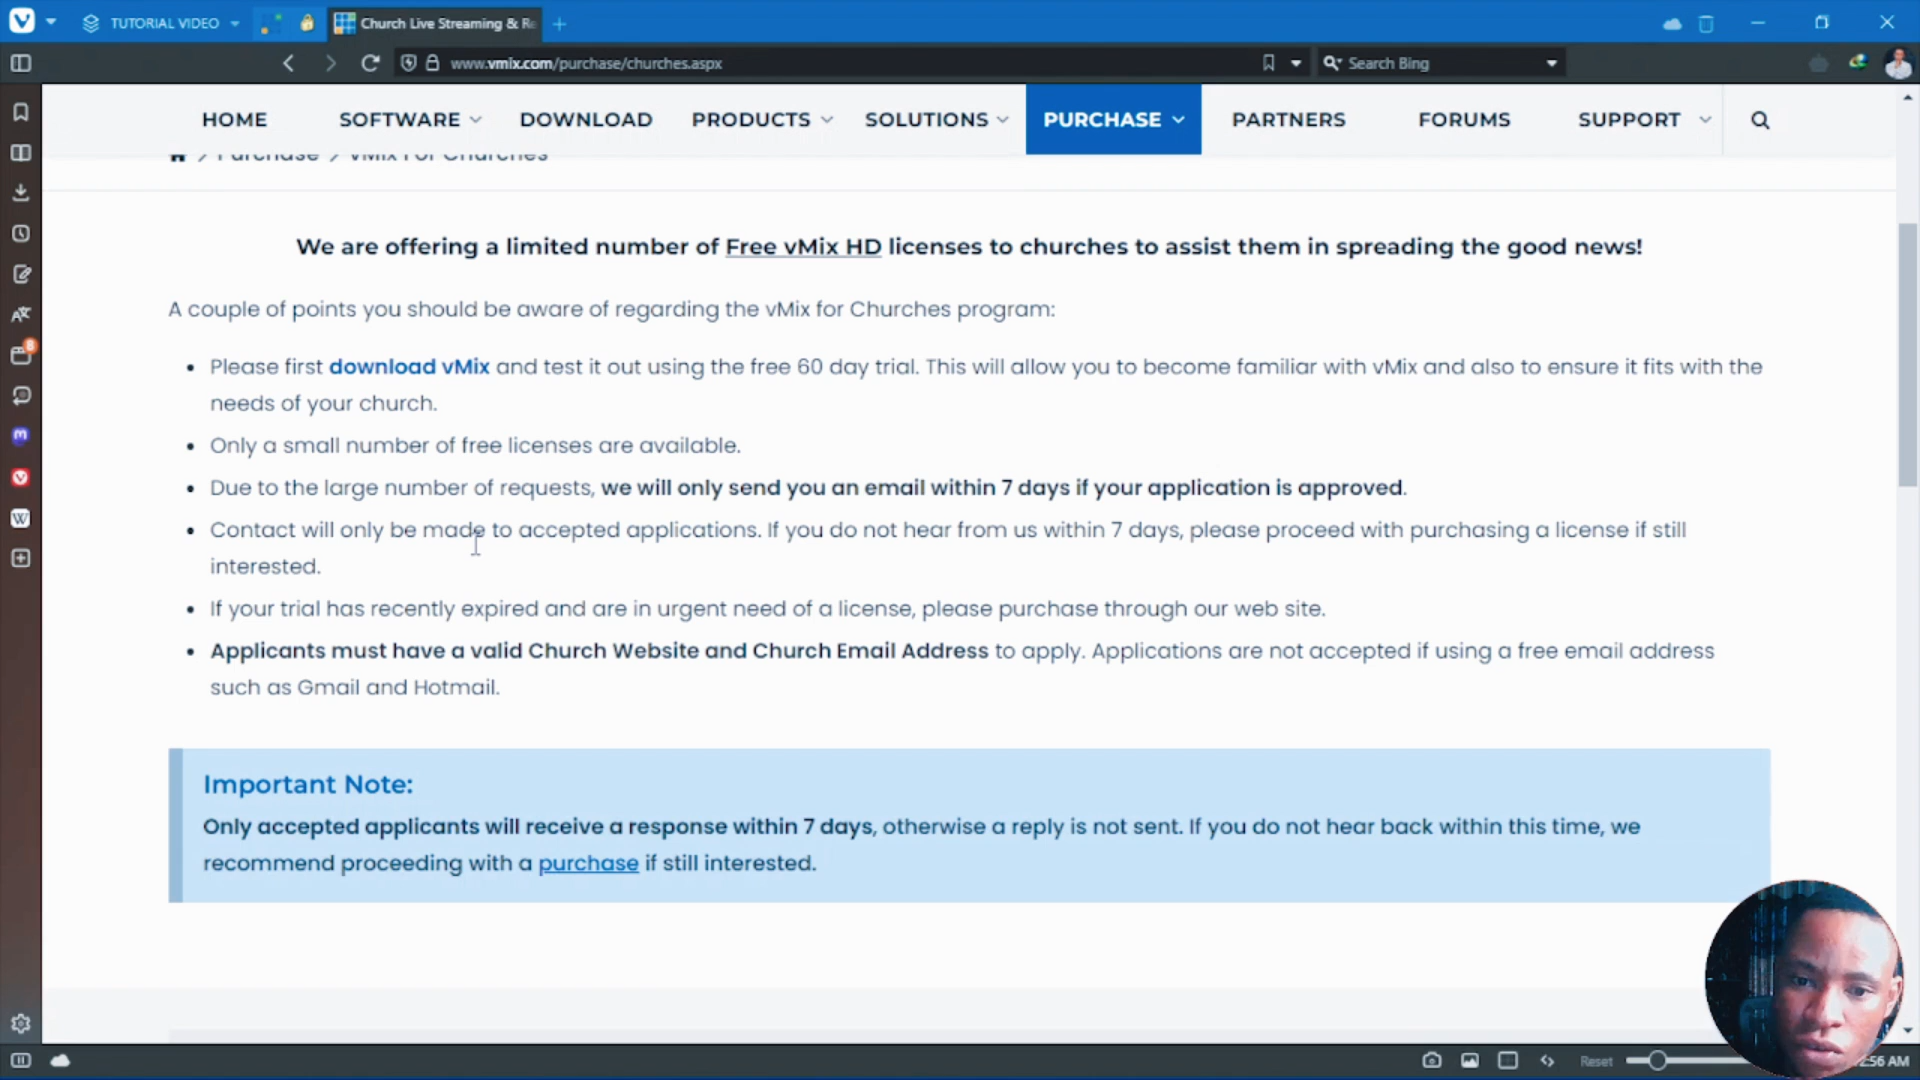 TUTORIAL VIDEO
Church Live Streaming & Re
www.vmix.com/purchase/churches.aspx
Search Bing
HOME SOFTWARE DOWNLOAD PRODUCTS SOLUTIONS PURCHASE PARTNERS FORUMS SUPPORT
Purchase vMix For Churches
We are offering a limited number of Free vMix HD licenses to churches to assist them in spreading the good news!
A couple of points you should be aware of regarding the vMix for Churches program:
Please first download vMix and test it out using the free 60 day trial. This will allow you to become familiar with vMix and also to ensure it fits with the
needs of your church.
Only a small number of free licenses are available.
Due to the large number of requests, we will only send you an email within 7 days if your application is approved.
Contact will only be made to accepted applications. If you do not hear from us within 7 days, please proceed with purchasing a license if still
interested.
If your trial has recently expired and are in urgent need of a license, please purchase through our web site.
Applicants must have a valid Church Website and Church Email Address to apply. Applications are not accepted if using a free email address
such as Gmail and Hotmail.
Important Note:
Only accepted applicants will receive a response within 7 days, otherwise a reply is not sent. If you do not hear back within this time, we
recommend proceeding with a purchase if still interested.
8
Reset
:56 AM